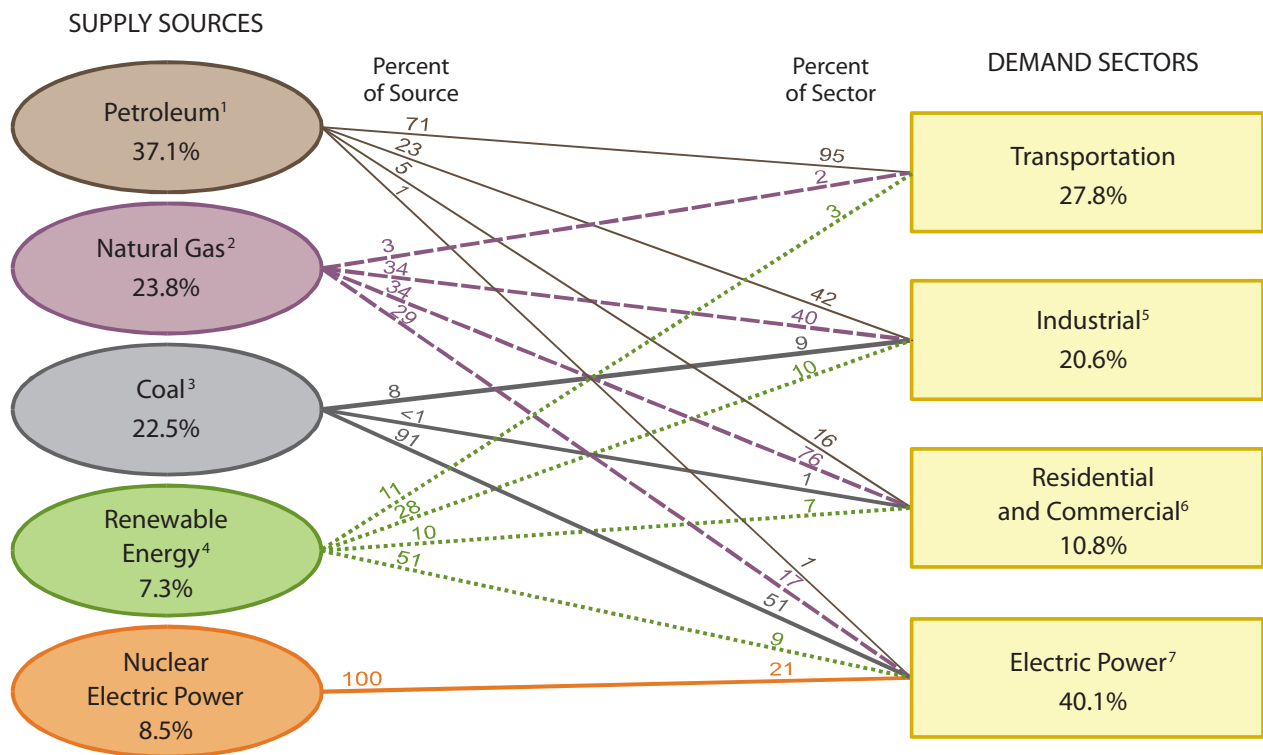 SUPPLY SOURCES
Percent
of Source
Percent
of Sector
DEMAND SECTORS
Petroleum¹
37.1%
Natural Gas²
23.8%
Coal³
22.5%
Renewable
Energy⁴
7.3%
Nuclear
Electric Power
8.5%
71
23
5
1
3
34
34
29
8
<1
91
11
28
10
51
100
95
2
3
42
40
9
10
16
76
1
7
1
17
51
9
21
Transportation
27.8%
Industrial⁵
20.6%
Residential
and Commercial⁶
10.8%
Electric Power⁷
40.1%